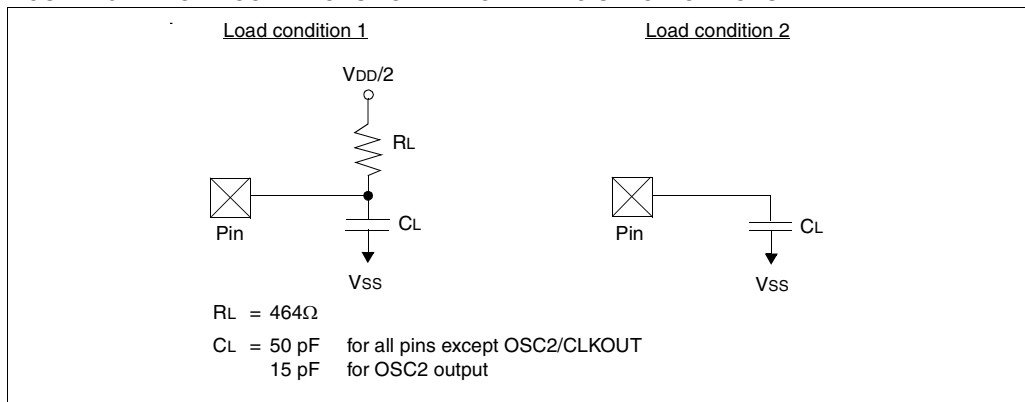 Load condition 1
Load condition 2
VDD/2
RL
CL
Pin
VSS
CL
Pin
VSS
RL = 464Ω
CL = 50 pF for all pins except OSC2/CLKOUT
15 pF for OSC2 output